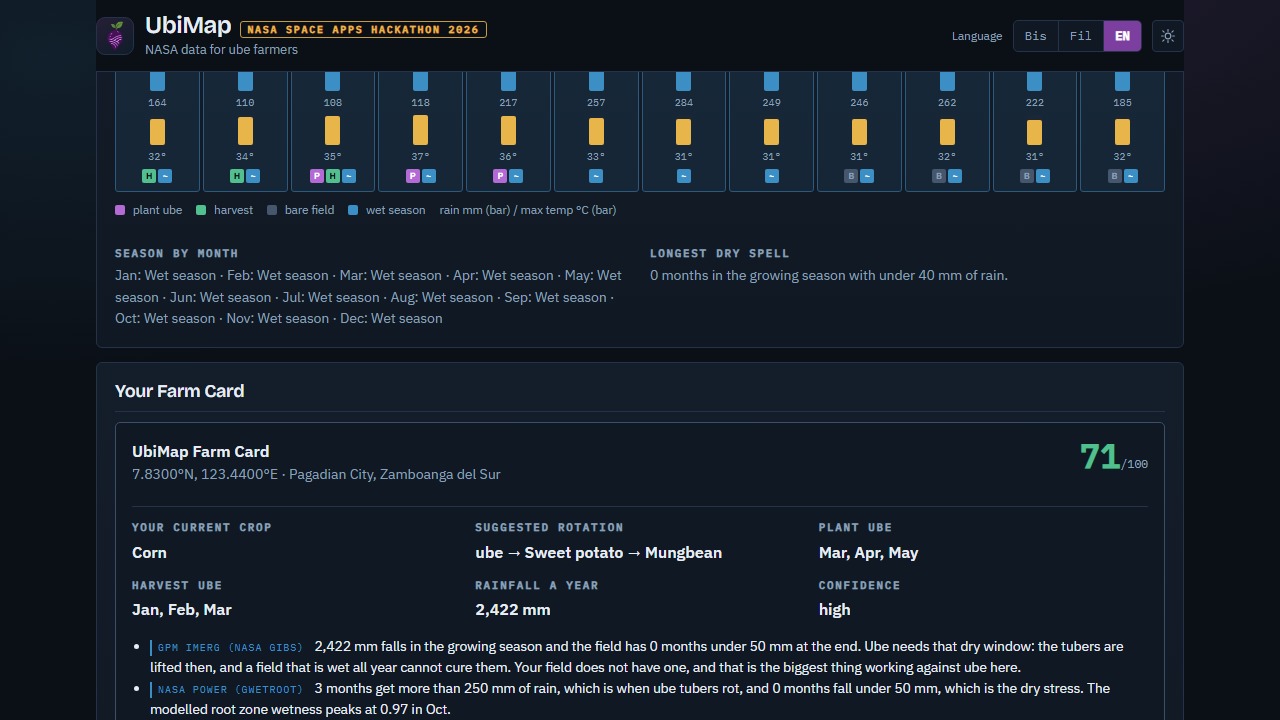 UbiMap NASA SPACE APPS HACKATHON 2026
NASA data for ube farmers
Language Bis Fil EN
164 110 108 118 217 257 284 249 246 262 222 185
32° 34° 35° 37° 36° 33° 31° 31° 31° 32° 31° 32°
H ~ H ~ P H ~ P ~ P ~ ~ ~ ~ B ~ B ~ B ~ B ~
plant ube harvest bare field wet season rain mm (bar) / max temp °C (bar)
SEASON BY MONTH
Jan: Wet season · Feb: Wet season · Mar: Wet season · Apr: Wet season · May: Wet
season · Jun: Wet season · Jul: Wet season · Aug: Wet season · Sep: Wet season ·
Oct: Wet season · Nov: Wet season · Dec: Wet season
LONGEST DRY SPELL
0 months in the growing season with under 40 mm of rain.
Your Farm Card
UbiMap Farm Card
7.8300°N, 123.4400°E · Pagadian City, Zamboanga del Sur
71/100
YOUR CURRENT CROP
Corn
SUGGESTED ROTATION
ube → Sweet potato → Mungbean
PLANT UBE
Mar, Apr, May
HARVEST UBE
Jan, Feb, Mar
RAINFALL A YEAR
2,422 mm
CONFIDENCE
high
• GPM IMERG (NASA GIBS) 2,422 mm falls in the growing season and the field has 0 months under 50 mm at the end. Ube needs that dry window: the tubers are
lifted then, and a field that is wet all year cannot cure them. Your field does not have one, and that is the biggest thing working against ube here.
• NASA POWER (GWETROOT) 3 months get more than 250 mm of rain, which is when ube tubers rot, and 0 months fall under 50 mm, which is the dry stress. The
modelled root zone wetness peaks at 0.97 in Oct.